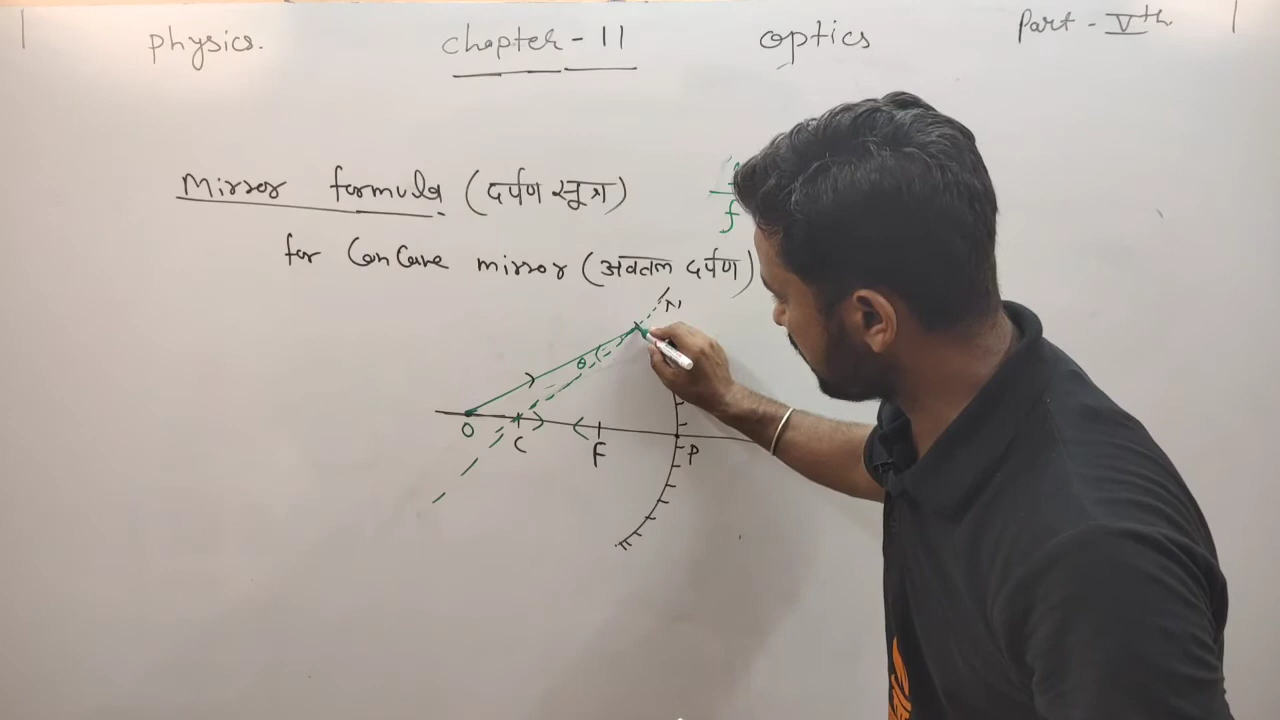 physics. chapter - 11 optics Part - Vth
Mirror formula (दर्पण सूत्र)
f
for ConCave mirror (अवतल दर्पण)
θ
O C F P